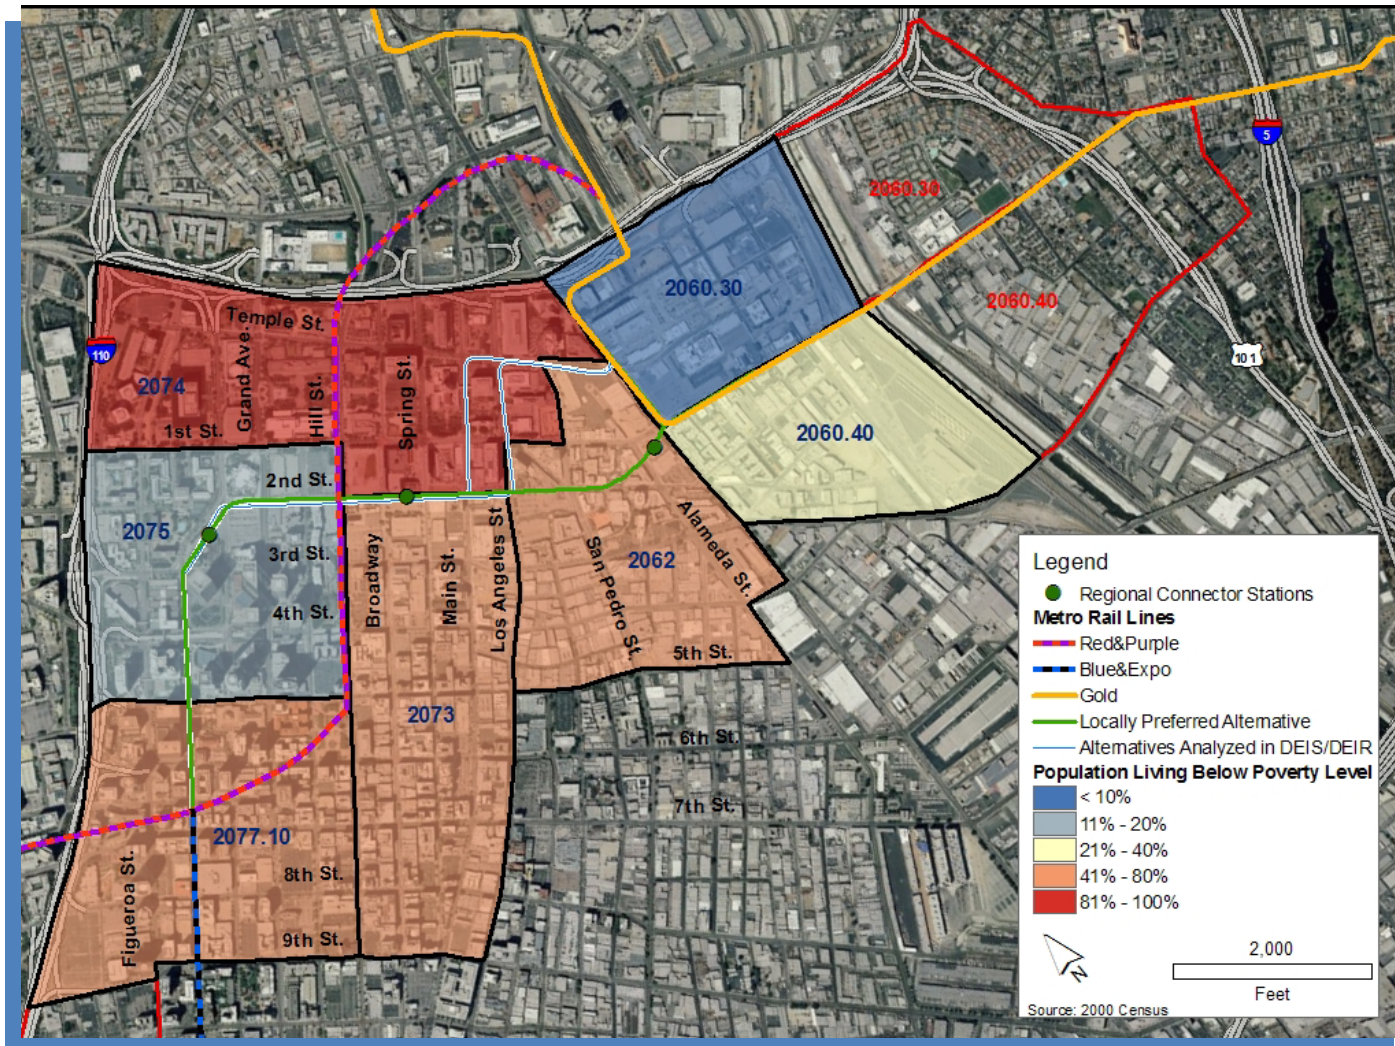 5
2060.30
2060.30
2060.40
Temple St.
110
Grand Ave.
10 1
2074
Hill St.
Spring St.
1st St.
2060.40
2nd St.
2075
3rd St.
Alameda St.
Los Angeles St
San Pedro St.
2062
Broadway
Main St.
4th St.
5th St.
2073
6th St.
7th St.
2077.10
8th St.
Figueroa St.
9th St.
Legend
Regional Connector Stations
Metro Rail Lines
Red&Purple
Blue&Expo
Gold
Locally Preferred Alternative
Alternatives Analyzed in DEIS/DEIR
Population Living Below Poverty Level
< 10%
11% - 20%
21% - 40%
41% - 80%
81% - 100%
N
2,000
Feet
Source: 2000 Census